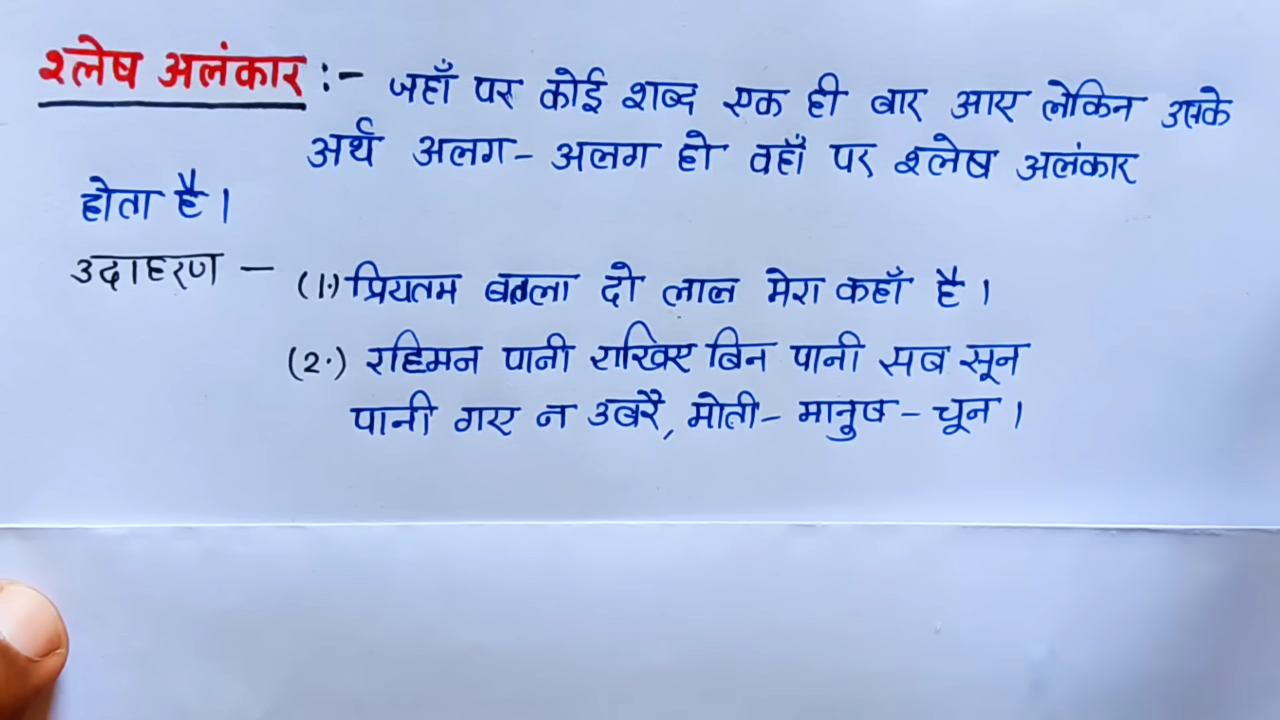 श्लेष अलंकार :- जहाँ पर कोई शब्द एक ही बार आए लेकिन उसके
अर्थ अलग - अलग हो वहाँ पर श्लेष अलंकार
होता है।
उदाहरण - (1.) प्रियतम बतला दो लाल मेरा कहाँ है।
(2.) रहिमन पानी राखिए बिन पानी सब सून
पानी गए न उबरै, मोती - मानुष - चून।